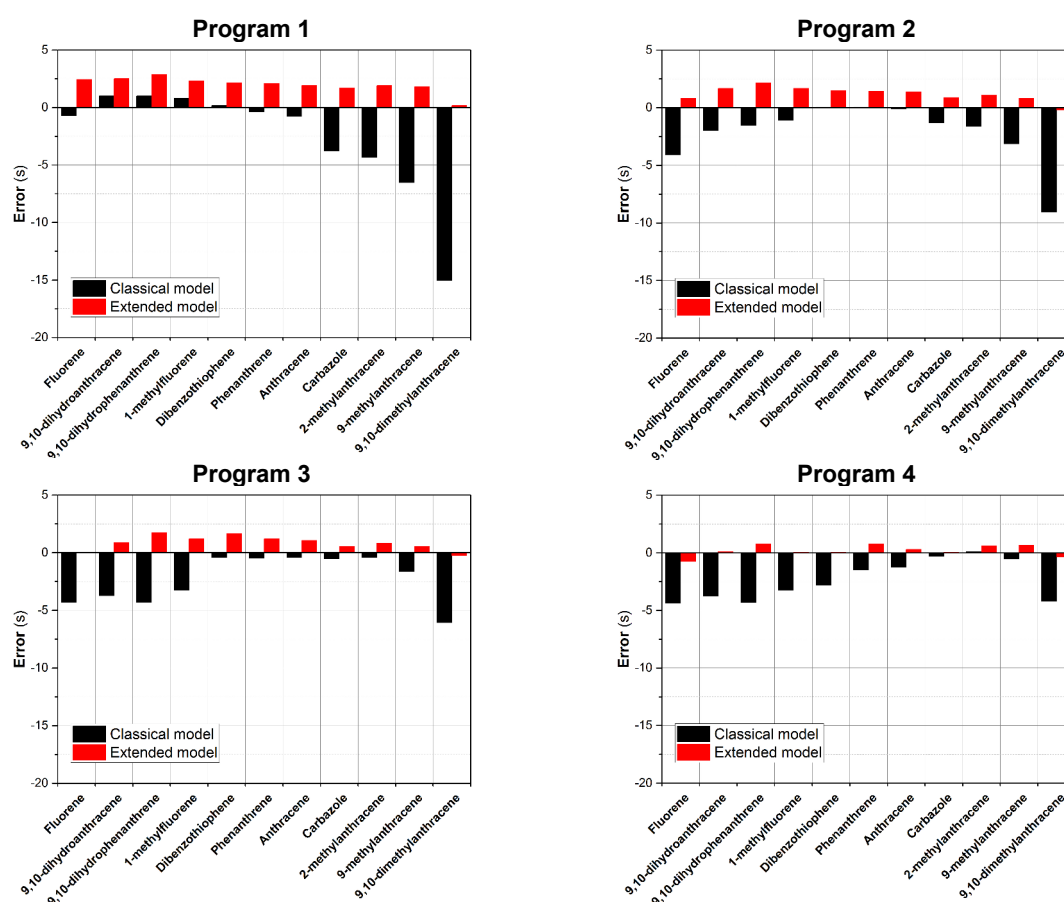 Program 1
5
0
-5
-10
-15
-20
Error (s)
Classical model
Extended model
Fluorene
9,10-dihydroanthracene
9,10-dihydrophenanthrene
1-methylfluorene
Dibenzothiophene
Phenanthrene
Anthracene
Carbazole
2-methylanthracene
9-methylanthracene
9,10-dimethylanthracene
Program 2
5
0
-5
-10
-15
-20
Error (s)
Classical model
Extended model
Fluorene
9,10-dihydroanthracene
9,10-dihydrophenanthrene
1-methylfluorene
Dibenzothiophene
Phenanthrene
Anthracene
Carbazole
2-methylanthracene
9-methylanthracene
9,10-dimethylanthracene
Program 3
5
0
-5
-10
-15
-20
Error (s)
Classical model
Extended model
Fluorene
9,10-dihydroanthracene
9,10-dihydrophenanthrene
1-methylfluorene
Dibenzothiophene
Phenanthrene
Anthracene
Carbazole
2-methylanthracene
9-methylanthracene
9,10-dimethylanthracene
Program 4
5
0
-5
-10
-15
-20
Error (s)
Classical model
Extended model
Fluorene
9,10-dihydroanthracene
9,10-dihydrophenanthrene
1-methylfluorene
Dibenzothiophene
Phenanthrene
Anthracene
Carbazole
2-methylanthracene
9-methylanthracene
9,10-dimethylanthracene